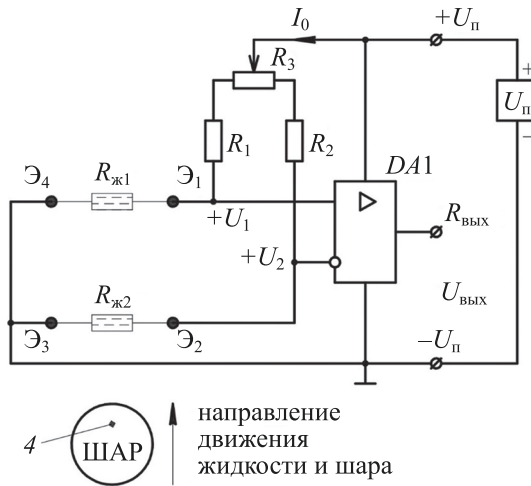 I₀
+Uп
R₃
+
Uп
−
R₁
R₂
DA1
Э₄
Rж1
Э₁
Rвых
+U₁
+U₂
Rж2
Uвых
Э₃
Э₂
−Uп
4
ШАР
направление
движения
жидкости и шара